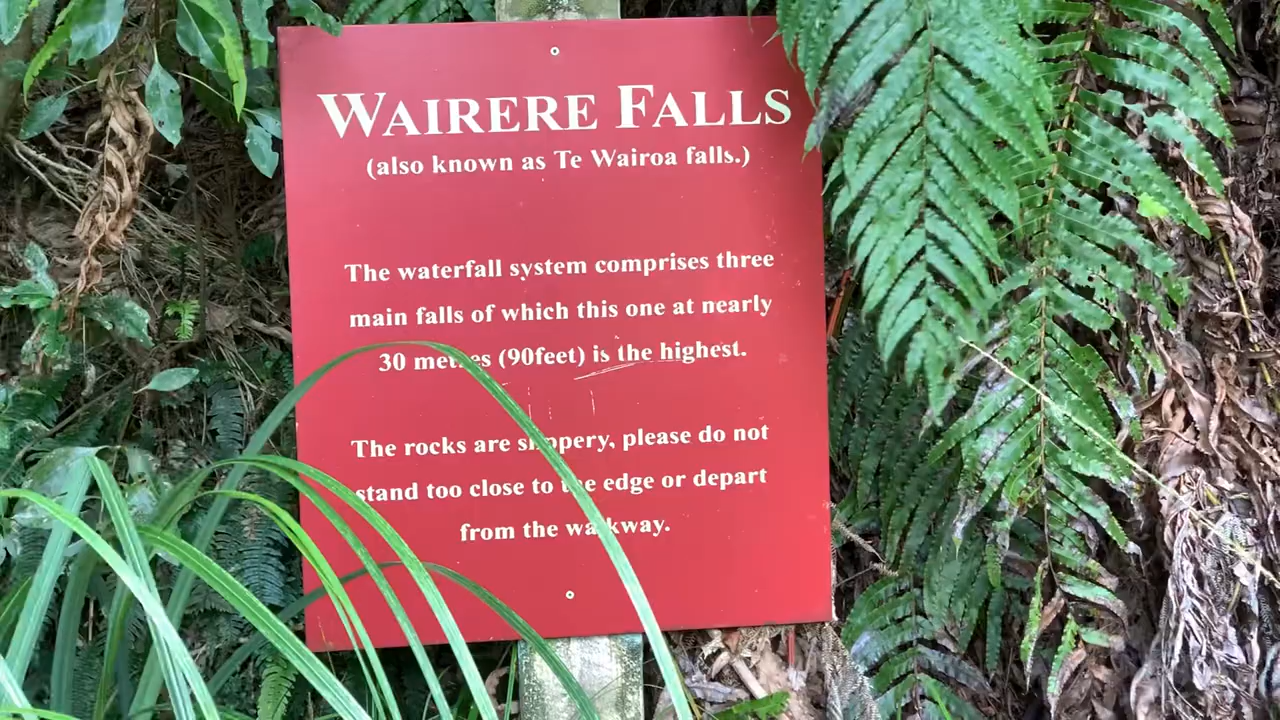 WAIRERE FALLS
(also known as Te Wairoa falls.)
The waterfall system comprises three
main falls of which this one at nearly
30 metres (90feet) is the highest.
The rocks are slippery, please do not
stand too close to the edge or depart
from the walkway.